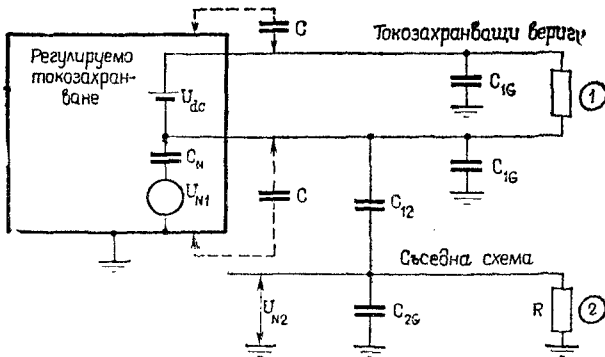 C
Токозахранващи вериги
Регулируемо
токозахран-
ване
U_dc
C_1G
1
C_N
U_N1
C
C_1G
C_12
Съседна схема
U_N2
C_2G
R
2